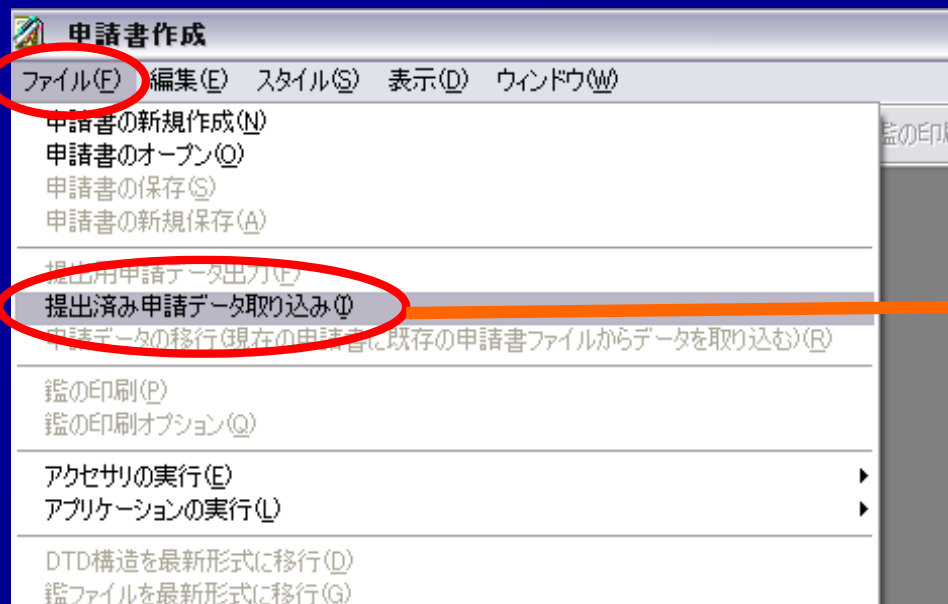 申請書作成
ファイル(F) 編集(E) スタイル(S) 表示(D) ウィンドウ(W)
申請書の新規作成(N)
申請書のオープン(O)
鑑の印刷
申請書の保存(S)
申請書の新規保存(A)
提出用申請データ出力(F)
提出済み申請データ取り込み(I)
申請データの移行(現在の申請書に既存の申請書ファイルからデータを取り込む)(R)
鑑の印刷(P)
鑑の印刷オプション(Q)
アクセサリの実行(E)
アプリケーションの実行(L)
DTD構造を最新形式に移行(D)
鑑ファイルを最新形式に移行(G)